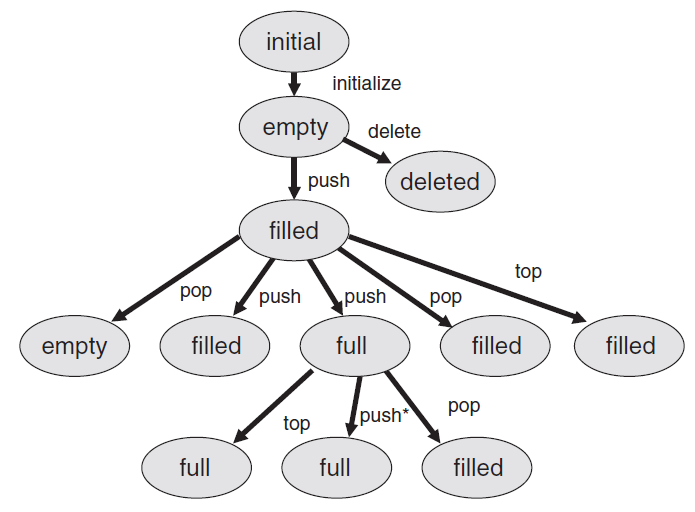 initial
initialize
empty
delete
deleted
push
filled
pop
push
push
pop
top
empty
filled
full
filled
filled
top
push*
pop
full
full
filled